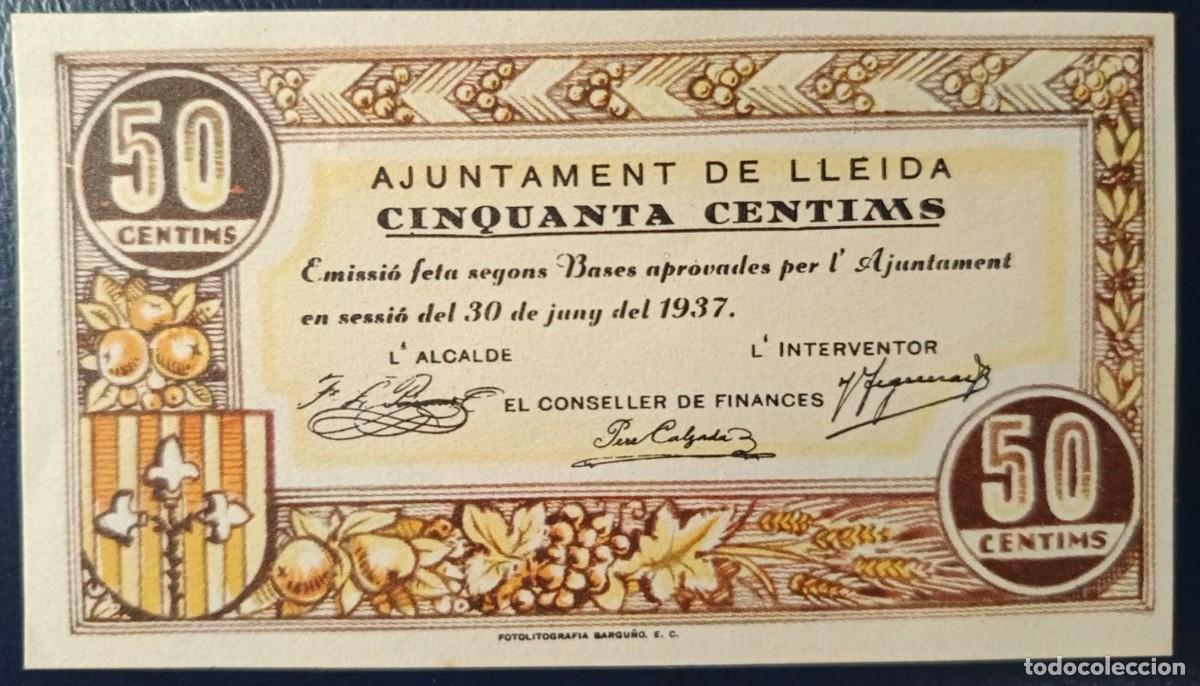 50
CENTIMS
AJUNTAMENT DE LLEIDA
CINQUANTA CENTIMS
Emissió feta segons Bases aprovades per l' Ajuntament
en sessió del 30 de juny del 1937.
L' ALCALDE
L' INTERVENTOR
EL CONSELLER DE FINANCES
Pere Calzada
50
CENTIMS
FOTOLITOGRAFIA BARGUÑO. E. C.
todocoleccion